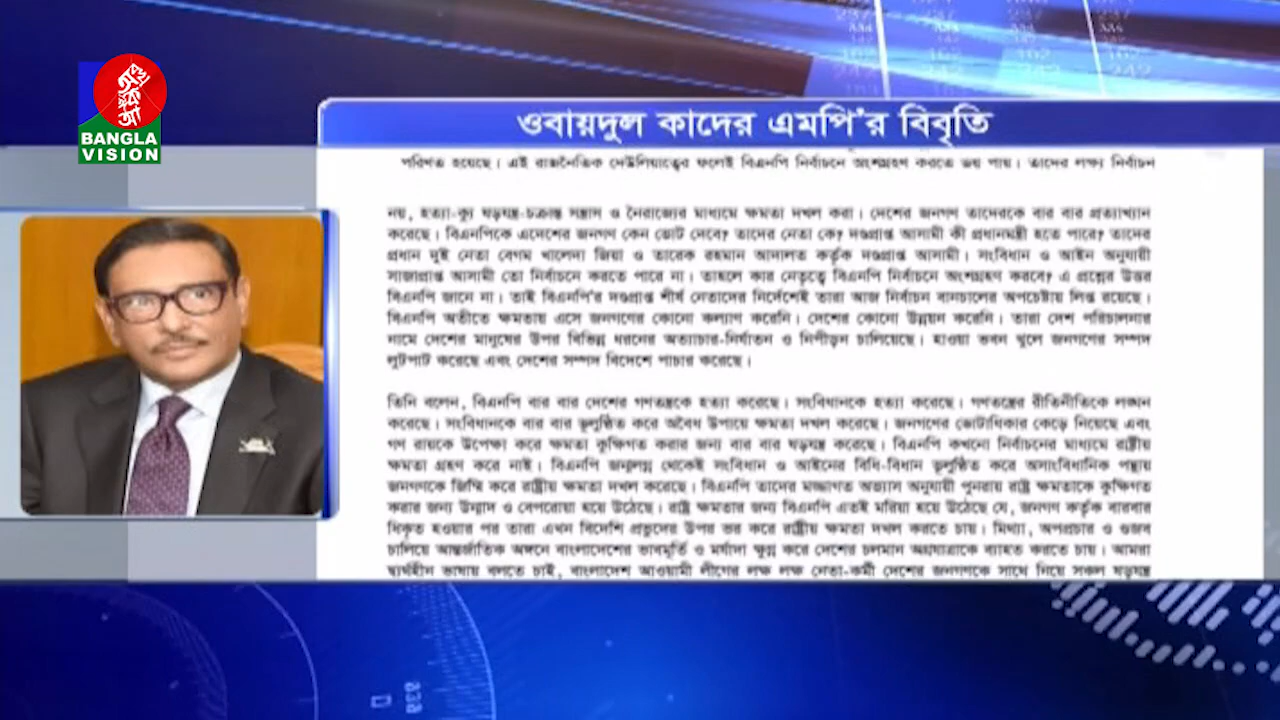 BANGLA
VISION
ওবায়দুল কাদের এমপি'র বিবৃতি
পরিণত হয়েছে। এই রাজনৈতিক দেউলিয়াত্বের ফলেই বিএনপি নির্বাচনে অংশগ্রহণ করতে ভয় পায়। তাদের লক্ষ্য নির্বাচন
নয়, হত্যা-ক্যু ষড়যন্ত্র-চক্রান্ত সন্ত্রাস ও নৈরাজ্যের মাধ্যমে ক্ষমতা দখল করা। দেশের জনগণ তাদেরকে বার বার প্রত্যাখ্যান
করেছে। বিএনপিকে এদেশের জনগণ কেন ভোট দেবে? তাদের নেতা কে? দণ্ডপ্রাপ্ত আসামী কী প্রধানমন্ত্রী হতে পারে? তাদের
প্রধান দুই নেতা বেগম খালেদা জিয়া ও তারেক রহমান আদালত কর্তৃক দণ্ডপ্রাপ্ত আসামী। সংবিধান ও আইন অনুযায়ী
সাজাপ্রাপ্ত আসামী তো নির্বাচনে করতে পারে না। তাহলে কার নেতৃত্বে বিএনপি নির্বাচনে অংশগ্রহণ করবে? এ প্রশ্নের উত্তর
বিএনপি জানে না। তাই বিএনপি'র দণ্ডপ্রাপ্ত শীর্ষ নেতাদের নির্দেশেই তারা আজ নির্বাচন বানচালের অপচেষ্টায় লিপ্ত রয়েছে।
বিএনপি অতীতে ক্ষমতায় এসে জনগণের কোনো কল্যাণ করেনি। দেশের কোনো উন্নয়ন করেনি। তারা দেশ পরিচালনার
নামে দেশের মানুষের উপর বিভিন্ন ধরনের অত্যাচার-নির্যাতন ও নিপীড়ন চালিয়েছে। হাওয়া ভবন খুলে জনগণের সম্পদ
লুটপাট করেছে এবং দেশের সম্পদ বিদেশে পাচার করেছে।
তিনি বলেন, বিএনপি বার বার দেশের গণতন্ত্রকে হত্যা করেছে। সংবিধানকে হত্যা করেছে। গণতন্ত্রের রীতিনীতিকে লঙ্ঘন
করেছে। সংবিধানকে বার বার ভূলুণ্ঠিত করে অবৈধ উপায়ে ক্ষমতা দখল করেছে। জনগণের ভোটাধিকার কেড়ে নিয়েছে এবং
গণ রায়কে উপেক্ষা করে ক্ষমতা কুক্ষিগত করার জন্য বার বার ষড়যন্ত্র করেছে। বিএনপি কখনো নির্বাচনের মাধ্যমে রাষ্ট্রীয়
ক্ষমতা গ্রহণ করে নাই। বিএনপি জন্মলগ্ন থেকেই সংবিধান ও আইনের বিধি-বিধান ভূলুণ্ঠিত করে অসাংবিধানিক পন্থায়
জনগণকে জিম্মি করে রাষ্ট্রীয় ক্ষমতা দখল করেছে। বিএনপি তাদের মজ্জাগত অভ্যাস অনুযায়ী পুনরায় রাষ্ট্র ক্ষমতাকে কুক্ষিগত
করার জন্য উন্মাদ ও বেপরোয়া হয়ে উঠেছে। রাষ্ট্র ক্ষমতার জন্য বিএনপি এতই মরিয়া হয়ে উঠেছে যে, জনগণ কর্তৃক বারবার
ধিকৃত হওয়ার পর তারা এখন বিদেশি প্রভুদের উপর ভর করে রাষ্ট্রীয় ক্ষমতা দখল করতে চায়। মিথ্যা, অপপ্রচার ও গুজব
চালিয়ে আন্তর্জাতিক অঙ্গনে বাংলাদেশের ভাবমূর্তি ও মর্যাদা ক্ষুণ্ন করে দেশের চলমান অগ্রযাত্রাকে ব্যাহত করতে চায়। আমরা
দ্ব্যর্থহীন ভাষায় বলতে চাই, বাংলাদেশ আওয়ামী লীগের লক্ষ লক্ষ নেতা-কর্মী দেশের জনগণকে সাথে নিয়ে সকল ষড়যন্ত্র